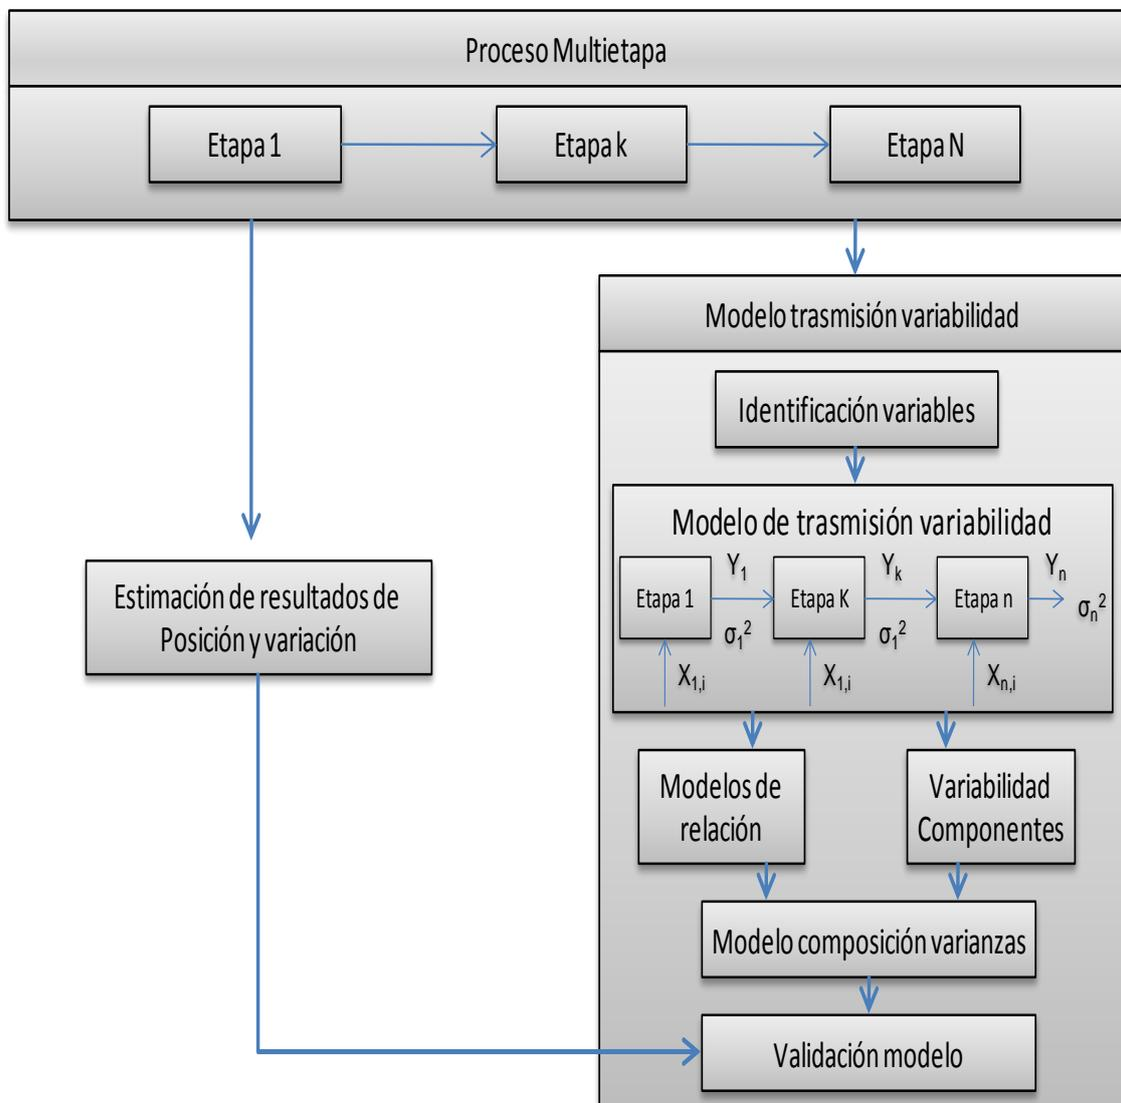 Proceso Multietapa
Etapa 1
Etapa k
Etapa N
Modelo trasmisión variabilidad
Identificación variables
Modelo de trasmisión variabilidad
Y₁
Yₖ
Yₙ
Etapa 1
Etapa K
Etapa n
σ₁²
σ₁²
σₙ²
X₁,ᵢ
X₁,ᵢ
Xₙ,ᵢ
Estimación de resultados de
Posición y variación
Modelos de
relación
Variabilidad
Componentes
Modelo composición varianzas
Validación modelo